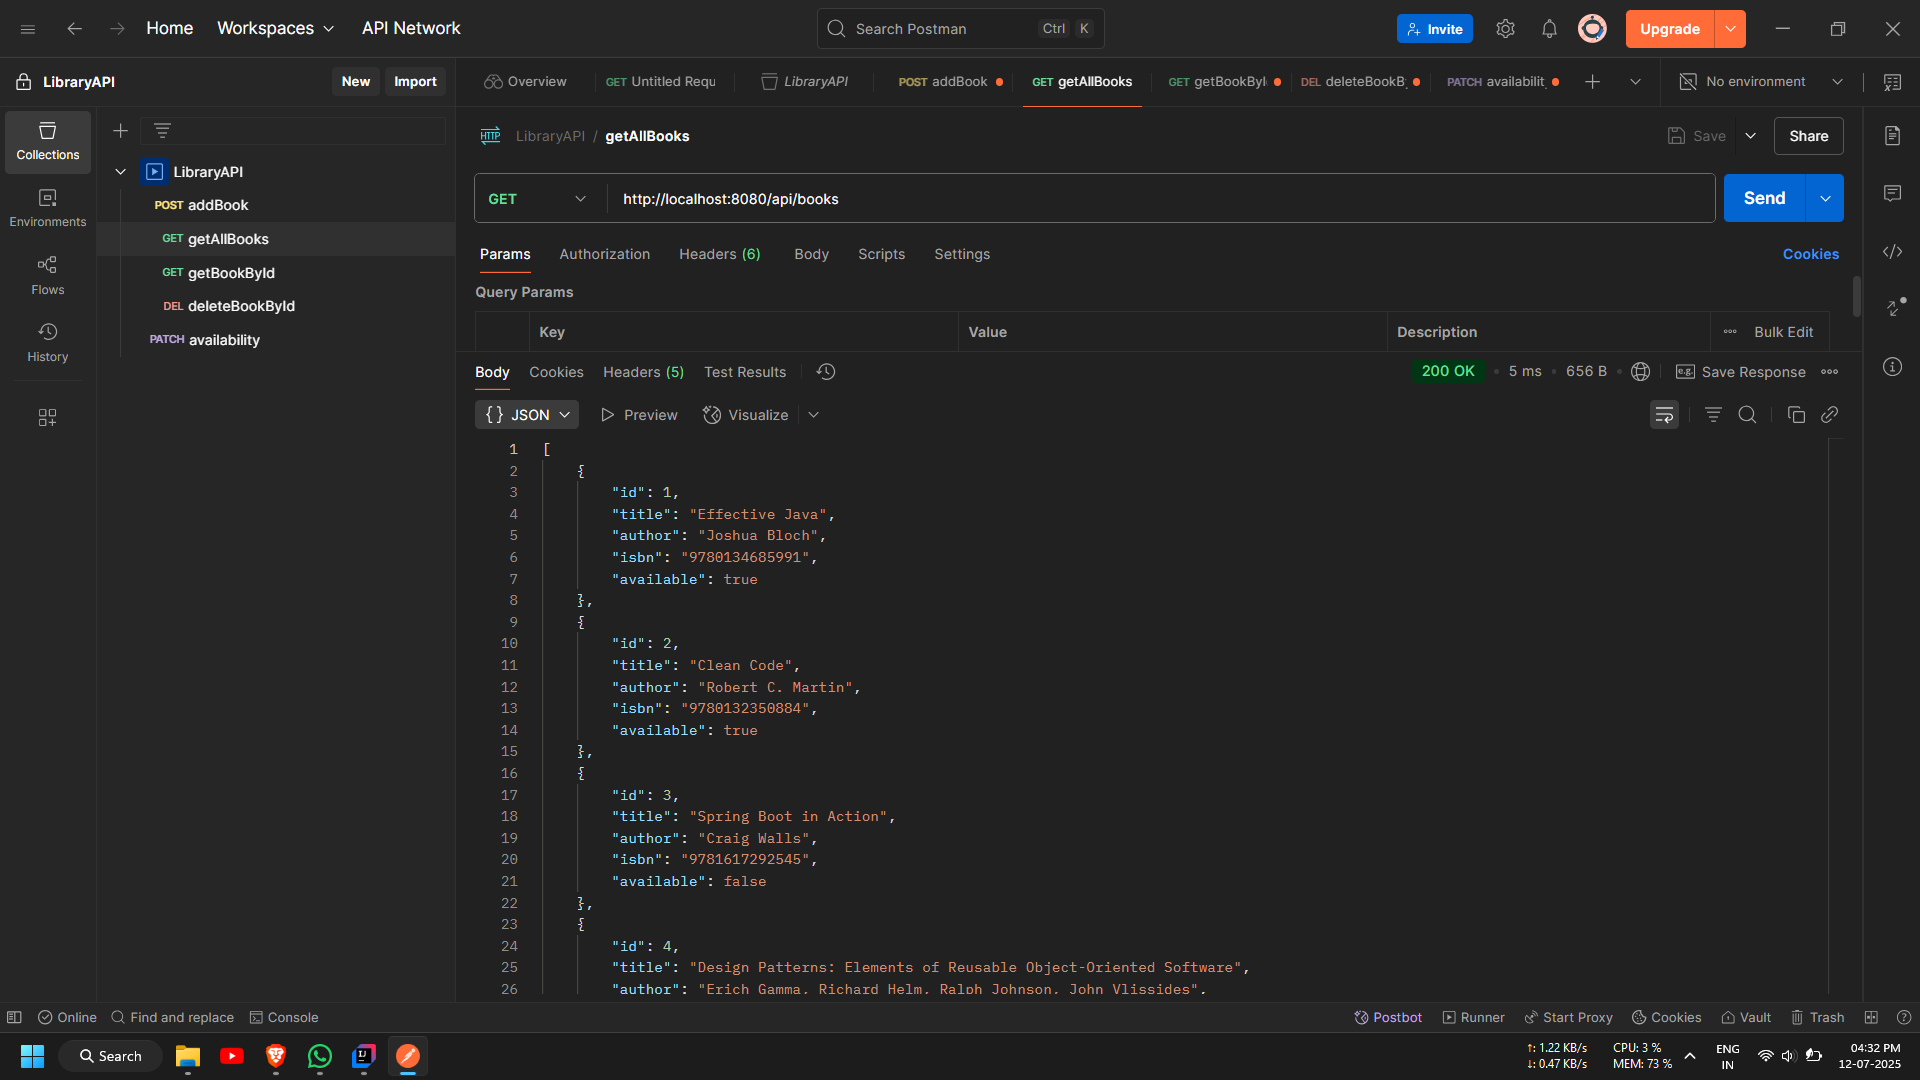 Home
Workspaces
API Network
Search Postman
Ctrl K
Invite
Upgrade
LibraryAPI
New
Import
Overview
GET Untitled Requ
LibraryAPI
POST addBook
GET getAllBooks
GET getBookByI
DEL deleteBookB
PATCH availabilit
No environment
Collections
Environments
Flows
History
LibraryAPI
POST addBook
GET getAllBooks
GET getBookById
DEL deleteBookById
PATCH availability
HTTP LibraryAPI / getAllBooks
Save
Share
GET
http://localhost:8080/api/books
Send
Params Authorization Headers (6) Body Scripts Settings
Cookies
Query Params
Key Value Description Bulk Edit
Body Cookies Headers (5) Test Results
200 OK • 5 ms • 656 B
e.g. Save Response
{} JSON Preview Visualize
1 [
2 {
3 "id": 1,
4 "title": "Effective Java",
5 "author": "Joshua Bloch",
6 "isbn": "9780134685991",
7 "available": true
8 },
9 {
10 "id": 2,
11 "title": "Clean Code",
12 "author": "Robert C. Martin",
13 "isbn": "9780132350884",
14 "available": true
15 },
16 {
17 "id": 3,
18 "title": "Spring Boot in Action",
19 "author": "Craig Walls",
20 "isbn": "9781617292545",
21 "available": false
22 },
23 {
24 "id": 4,
25 "title": "Design Patterns: Elements of Reusable Object-Oriented Software",
26 "author": "Erich Gamma, Richard Helm, Ralph Johnson, John Vlissides",
Online
Find and replace
Console
Postbot
Runner
Start Proxy
Cookies
Vault
Trash
Search
↑: 1.22 KB/s
↓: 0.47 KB/s
CPU: 3 %
MEM: 73 %
ENG
IN
04:32 PM
12-07-2025